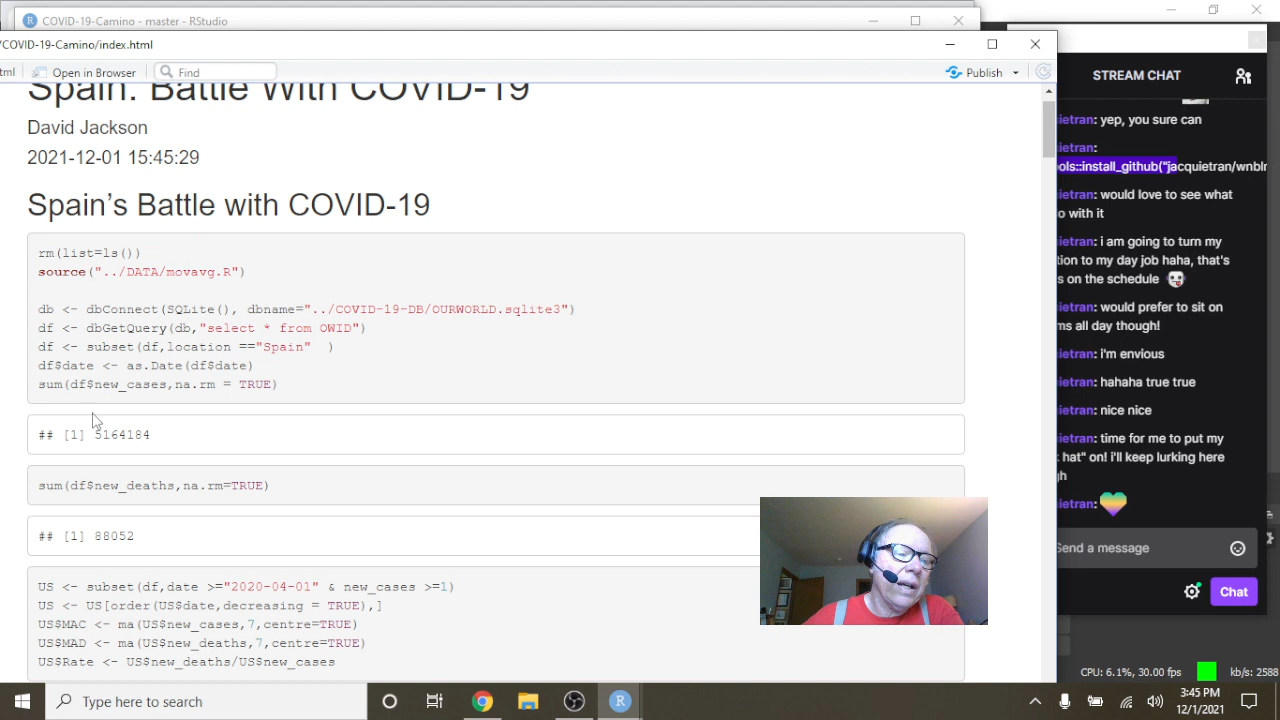 COVID-19-Camino - master - RStudio
/COVID-19-Camino/index.html
tml
Open in Browser
Find
Publish
Spain: Battle With COVID-19
David Jackson
2021-12-01 15:45:29
Spain's Battle with COVID-19
rm(list=ls())
source("../DATA/movavg.R")
db <- dbConnect(SQLite(), dbname="../COVID-19-DB/OURWORLD.sqlite3")
df <- dbGetQuery(db,"select * from OWID")
df <- subset(df,location =="Spain"  )
df$date <- as.Date(df$date)
sum(df$new_cases,na.rm = TRUE)
## [1] 5164184
sum(df$new_deaths,na.rm=TRUE)
## [1] 88052
US <- subset(df,date >="2020-04-01" & new_cases >=1)
US <- US[order(US$date,decreasing = TRUE),]
US$MAC <- ma(US$new_cases,7,centre=TRUE)
US$MAD <- ma(US$new_deaths,7,centre=TRUE)
US$Rate <- US$new_deaths/US$new_cases
STREAM CHAT
ietran: yep, you sure can
ietran:
ols::install_github("jacquietran/wnblr
ietran: would love to see what
o with it
ietran: i am going to turn my
tion to my day job haha, that's
s on the schedule
ietran: would prefer to sit on
ms all day though!
ietran: i'm envious
ietran: hahaha true true
ietran: nice nice
ietran: time for me to put my
k hat" on! i'll keep lurking here
gh
ietran:
Send a message
Chat
CPU: 6.1%, 30.00 fps
kb/s: 2588
Type here to search
3:45 PM
12/1/2021